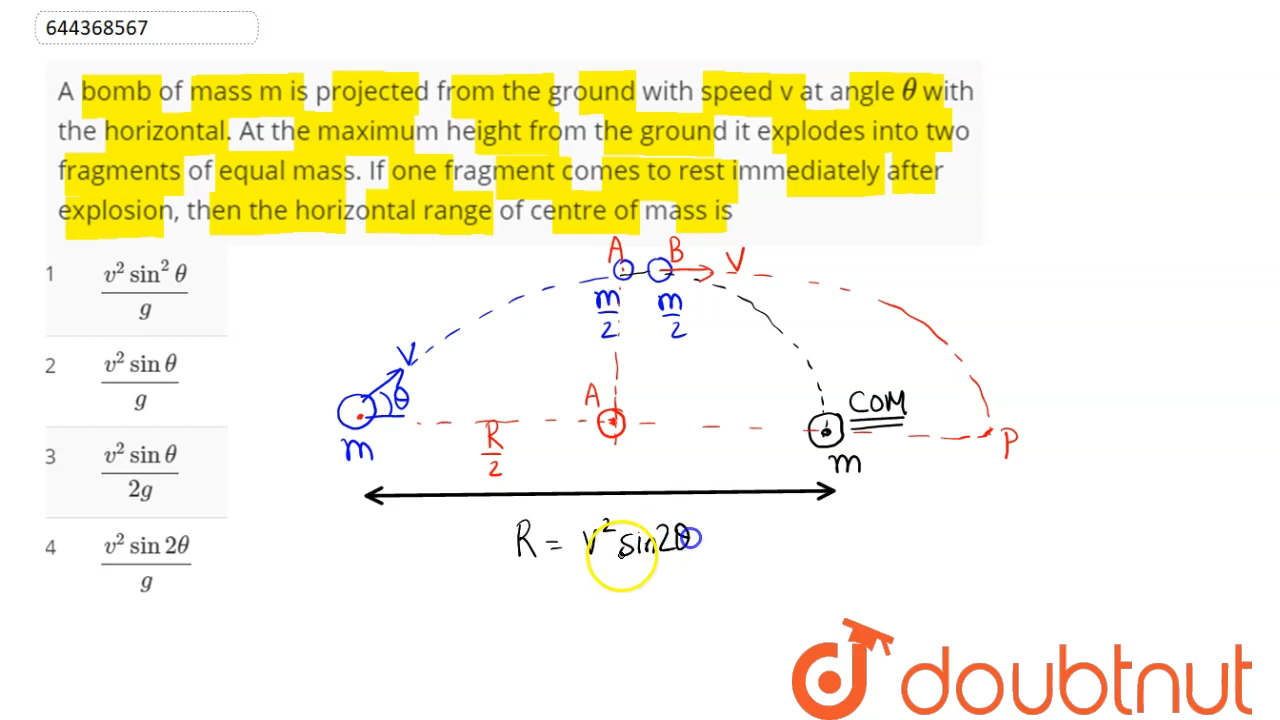 644368567
A bomb of mass m is projected from the ground with speed v at angle θ with
the horizontal. At the maximum height from the ground it explodes into two
fragments of equal mass. If one fragment comes to rest immediately after
explosion, then the horizontal range of centre of mass is
1 v² sin² θ / g
2 v² sin θ / g
3 v² sin θ / 2g
4 v² sin 2θ / g
A B V
m/2 m/2
V
θ
m
A
R/2
COM
m
P
R = v² sin2θ
doubtnut